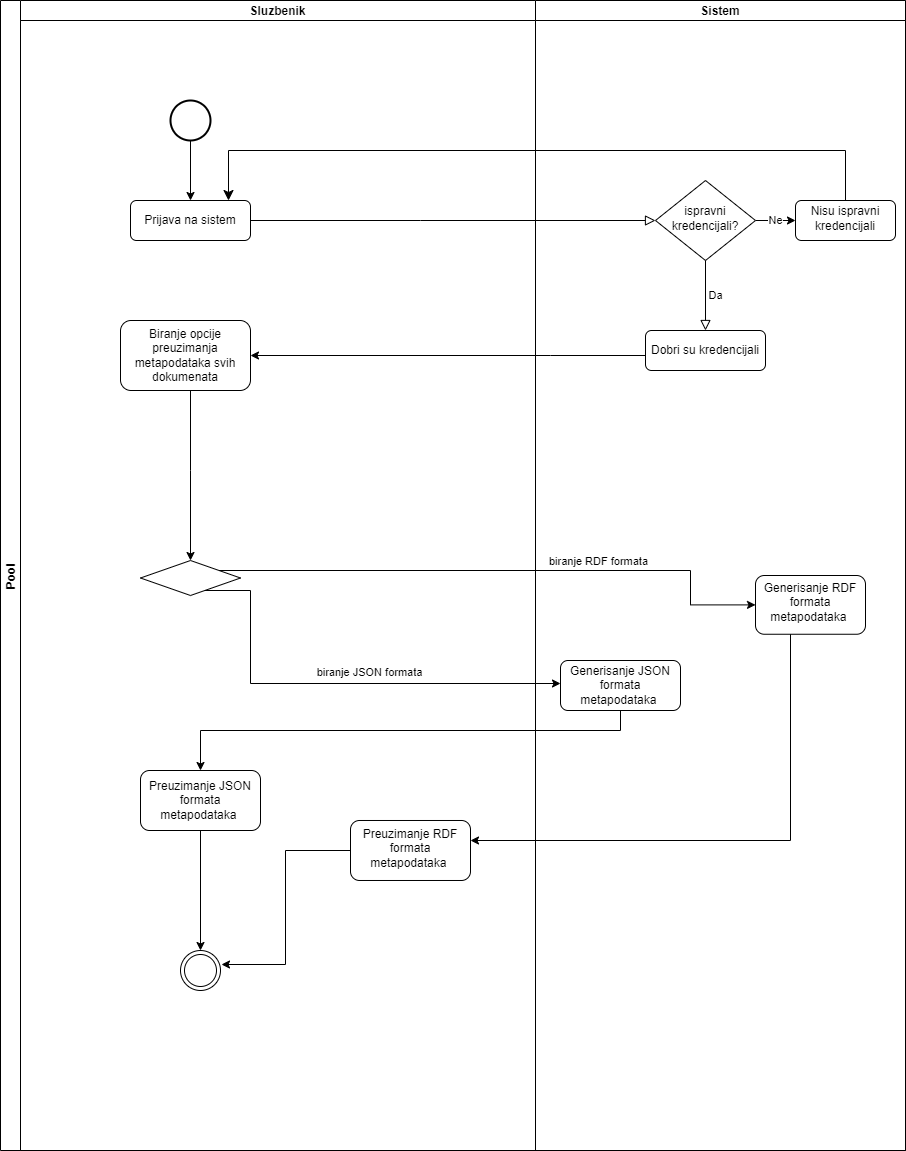 Sluzbenik
Sistem
Pool
Prijava na sistem
ispravni
kredencijali?
Ne
Nisu ispravni
kredencijali
Da
Dobri su kredencijali
Biranje opcije
preuzimanja
metapodataka svih
dokumenata
biranje RDF formata
Generisanje RDF
formata
metapodataka
biranje JSON formata
Generisanje JSON
formata
metapodataka
Preuzimanje JSON
formata
metapodataka
Preuzimanje RDF
formata
metapodataka